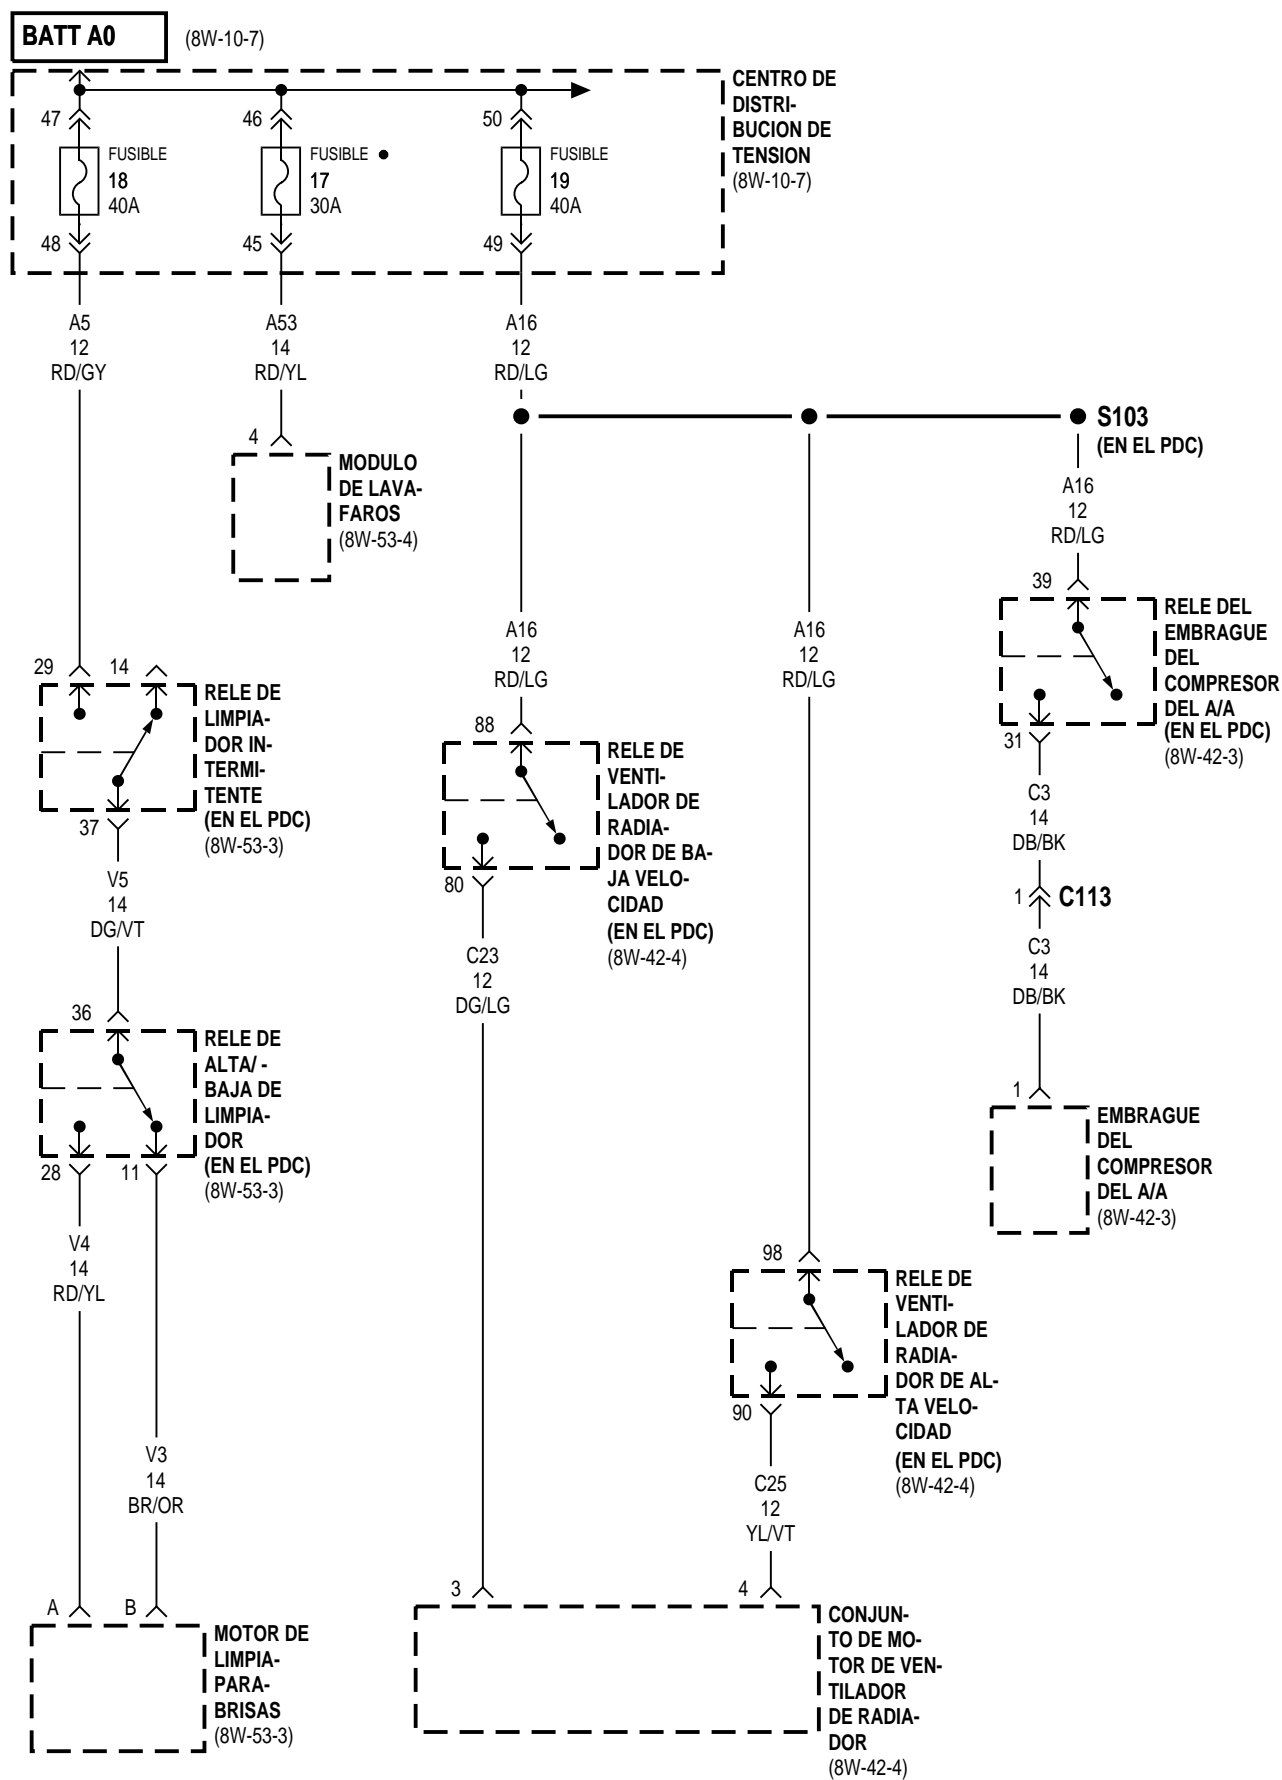 BATT A0
(8W-10-7)
CENTRO DE
DISTRI-
BUCION DE
TENSION
(8W-10-7)
47
46
50
FUSIBLE
18
40A
FUSIBLE ●
17
30A
FUSIBLE
19
40A
48
45
49
A5
12
RD/GY
A53
14
RD/YL
A16
12
RD/LG
S103
(EN EL PDC)
4
MODULO
DE LAVA-
FAROS
(8W-53-4)
A16
12
RD/LG
39
RELE DEL
EMBRAGUE
DEL
COMPRESOR
DEL A/A
(EN EL PDC)
(8W-42-3)
31
A16
12
RD/LG
A16
12
RD/LG
29
14
RELE DE
LIMPIA-
DOR IN-
TERMI-
TENTE
(EN EL PDC)
(8W-53-3)
37
88
RELE DE
VENTI-
LADOR DE
RADIA-
DOR DE BA-
JA VELO-
CIDAD
(EN EL PDC)
(8W-42-4)
80
C3
14
DB/BK
1
C113
C3
14
DB/BK
V5
14
DG/VT
C23
12
DG/LG
36
RELE DE
ALTA/ -
BAJA DE
LIMPIA-
DOR
(EN EL PDC)
(8W-53-3)
28
11
1
EMBRAGUE
DEL
COMPRESOR
DEL A/A
(8W-42-3)
V4
14
RD/YL
98
RELE DE
VENTI-
LADOR DE
RADIA-
DOR DE AL-
TA VELO-
CIDAD
(EN EL PDC)
(8W-42-4)
90
V3
14
BR/OR
C25
12
YL/VT
A
B
MOTOR DE
LIMPIA-
PARA-
BRISAS
(8W-53-3)
3
4
CONJUN-
TO DE MO-
TOR DE VEN-
TILADOR
DE RADIA-
DOR
(8W-42-4)